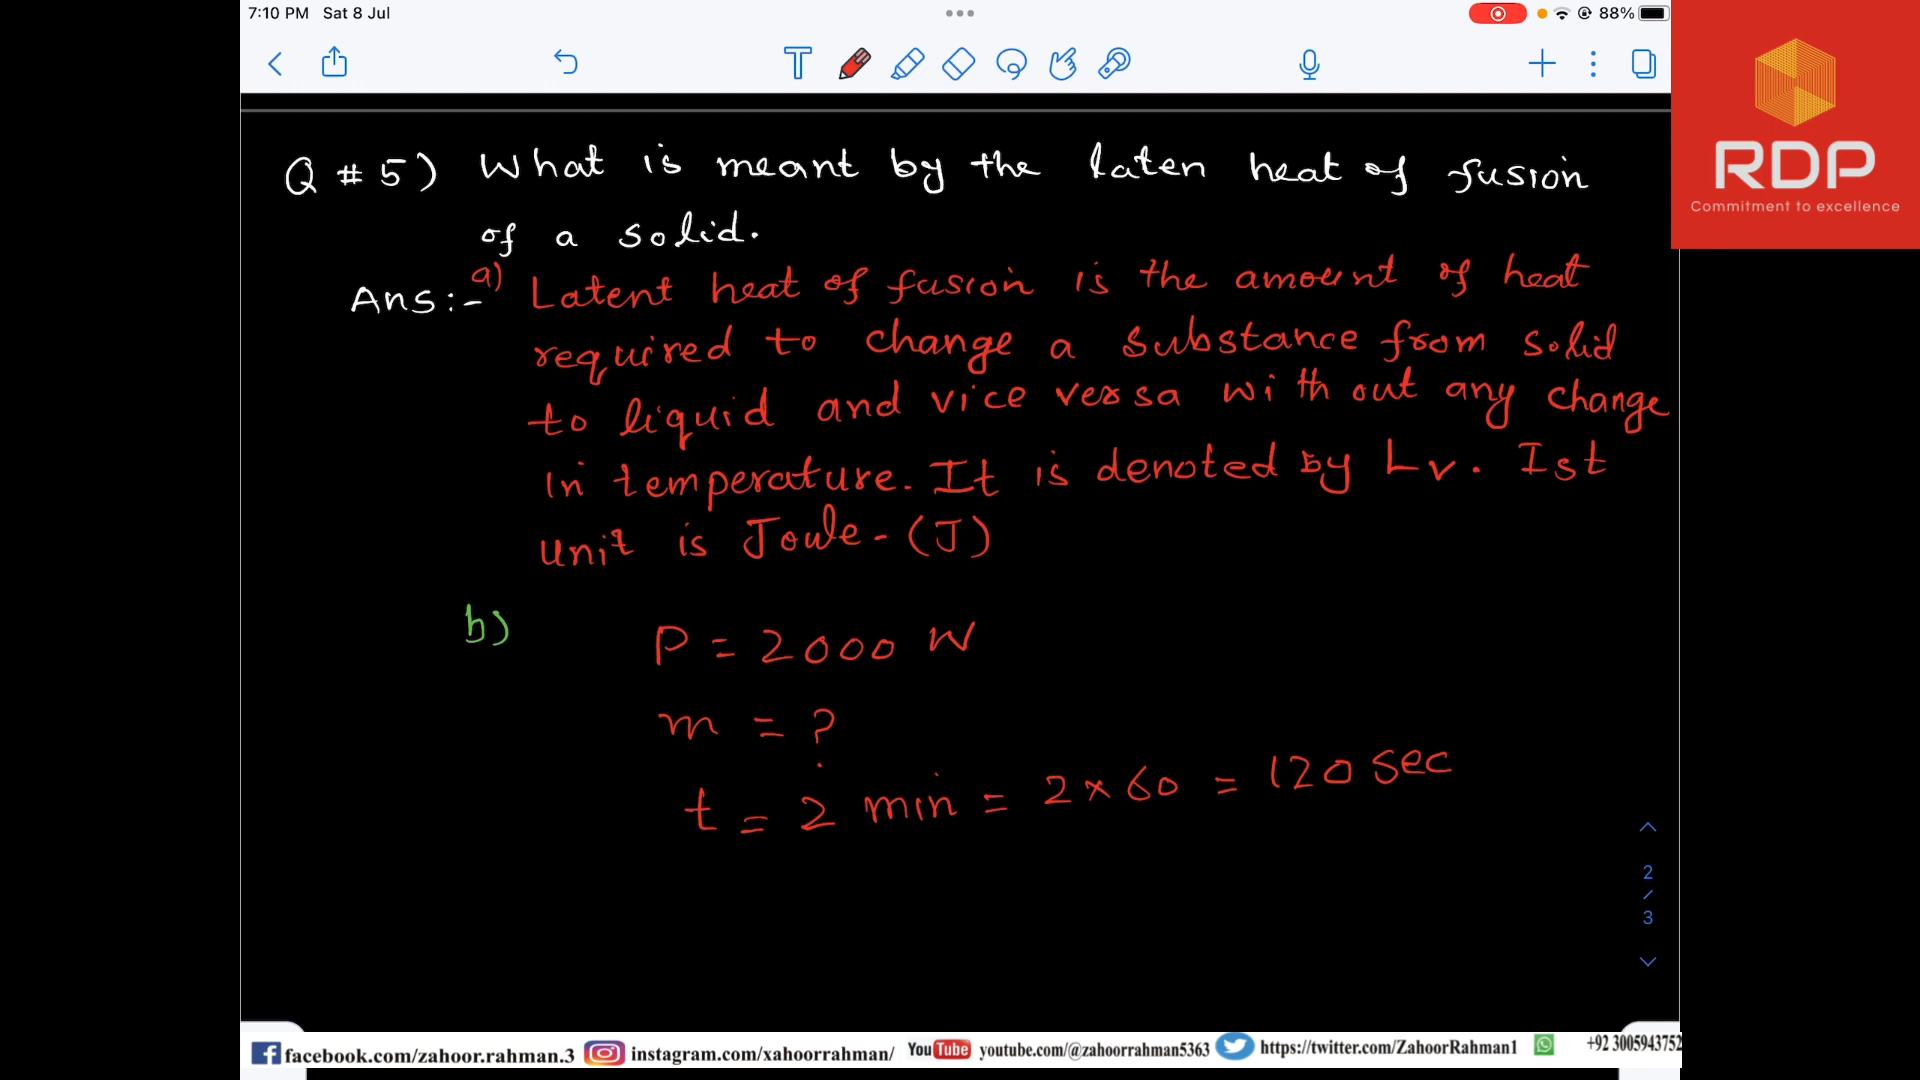 7:10 PM Sat 8 Jul
88%
RDP
Commitment to excellence
Q # 5) What is meant by the laten heat of fusion
of a solid.
Ans:- a) Latent heat of fusion is the amount of heat
required to change a substance from solid
to liquid and vice versa with out any change
in temperature. It is denoted by Lv. Ist
unit is Joule - (J)
b)
P = 2000 W
m = ?
t = 2 min = 2 × 60 = 120 sec
2
/
3
facebook.com/zahoor.rahman.3 instagram.com/xahoorrahman/ YouTube youtube.com/@zahoorrahman5363 https://twitter.com/ZahoorRahman1 +92 3005943752